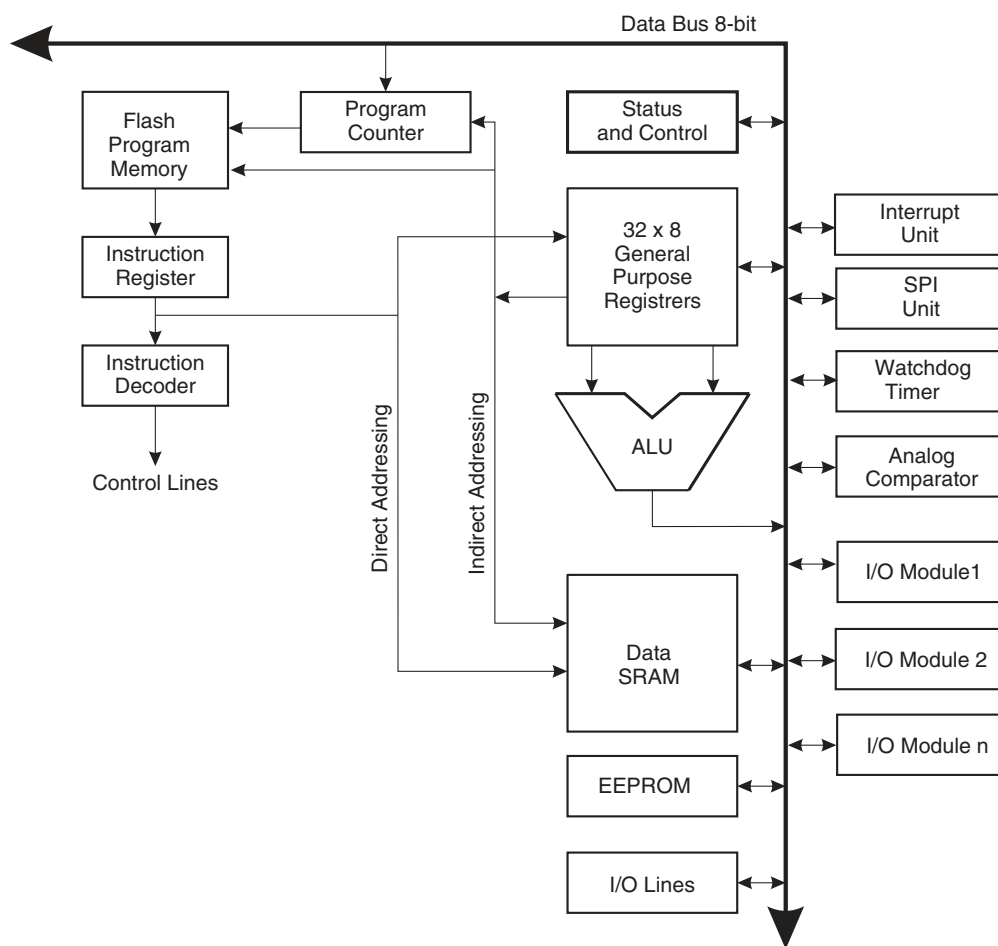 Data Bus 8-bit
Flash
Program
Memory
Program
Counter
Status
and Control
Instruction
Register
32 x 8
General
Purpose
Registrers
Interrupt
Unit
SPI
Unit
Instruction
Decoder
Watchdog
Timer
Control Lines
Direct Addressing
Indirect Addressing
ALU
Analog
Comparator
I/O Module1
Data
SRAM
I/O Module 2
I/O Module n
EEPROM
I/O Lines